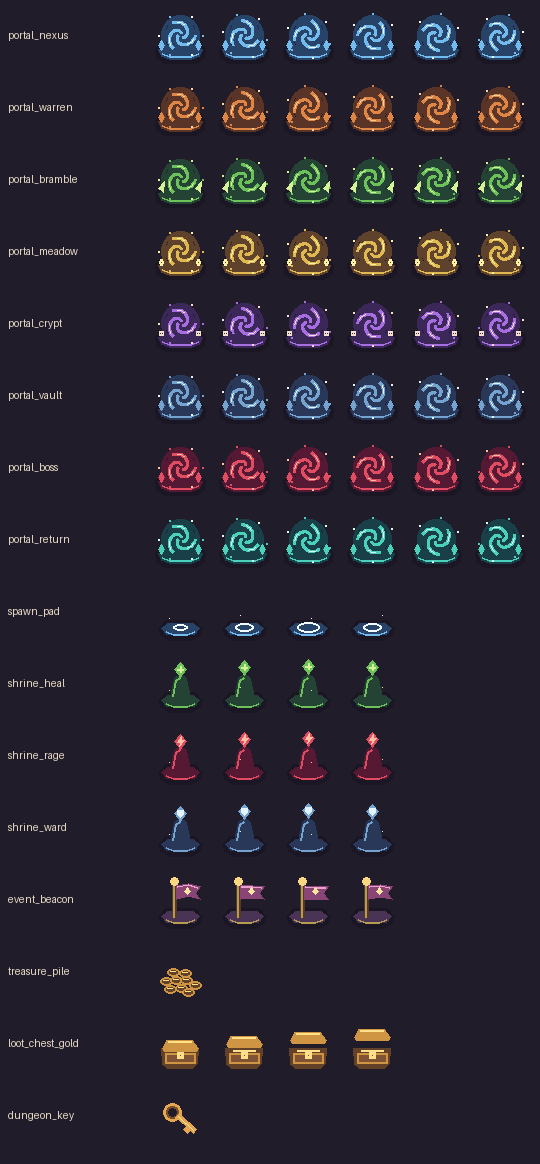 portal_nexus
portal_warren
portal_bramble
portal_meadow
portal_crypt
portal_vault
portal_boss
portal_return
spawn_pad
shrine_heal
shrine_rage
shrine_ward
event_beacon
treasure_pile
loot_chest_gold
dungeon_key